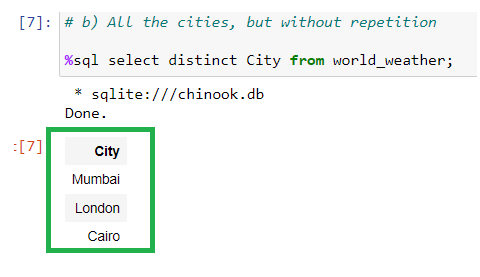 [7]: # b) All the cities, but without repetition
%sql select distinct City from world_weather;
* sqlite:///chinook.db
Done.
:[7] City
Mumbai
London
Cairo